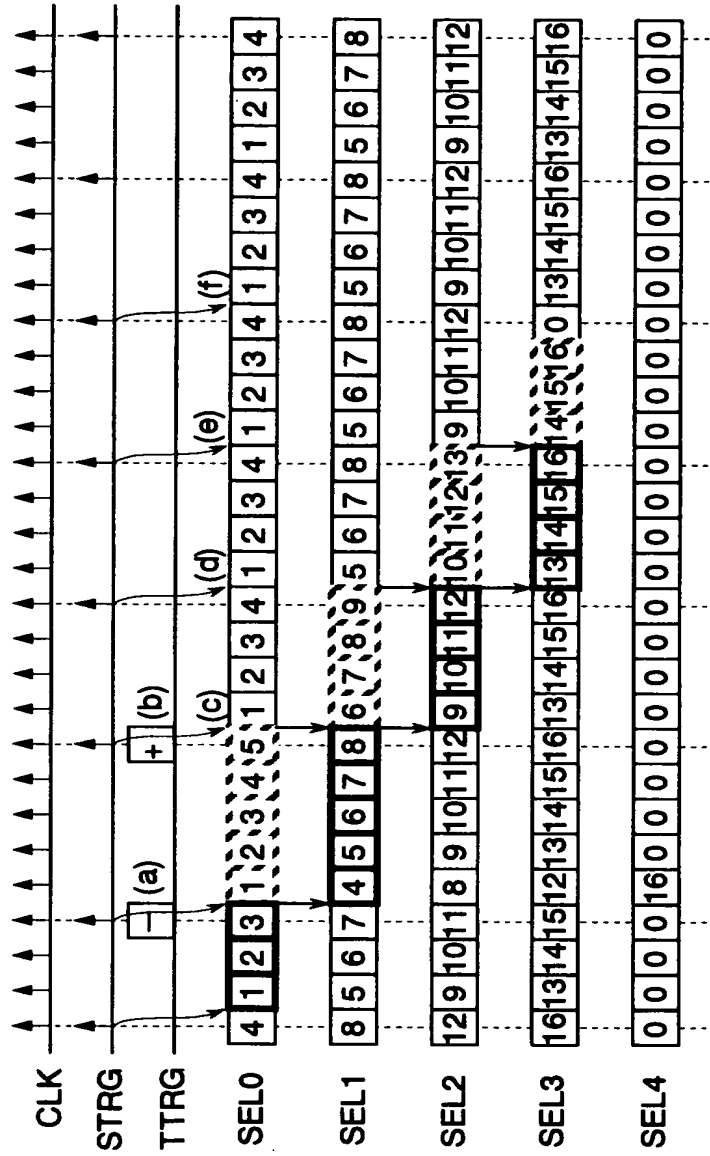 CLK
STRG
TTRG − (a) + (b)
(c) (d) (e) (f)
SEL0 4 1 2 3 1 2 3 4 5 1 2 3 4 1 2 3 4 1 2 3 4 1 2 3 4 1 2 3 4
SEL1 8 5 6 7 4 5 6 7 8 6 7 8 9 5 6 7 8 5 6 7 8 5 6 7 8 5 6 7 8
SEL2 12 9 10 11 8 9 10 11 12 9 10 11 12 10 11 12 13 9 10 11 12 9 10 11 12 9 10 11 12
SEL3 16 13 14 15 12 13 14 15 16 13 14 15 16 13 14 15 16 14 15 16 0 13 14 15 16 13 14 15 16
SEL4 0 0 0 0 16 0 0 0 0 0 0 0 0 0 0 0 0 0 0 0 0 0 0 0 0 0 0 0 0